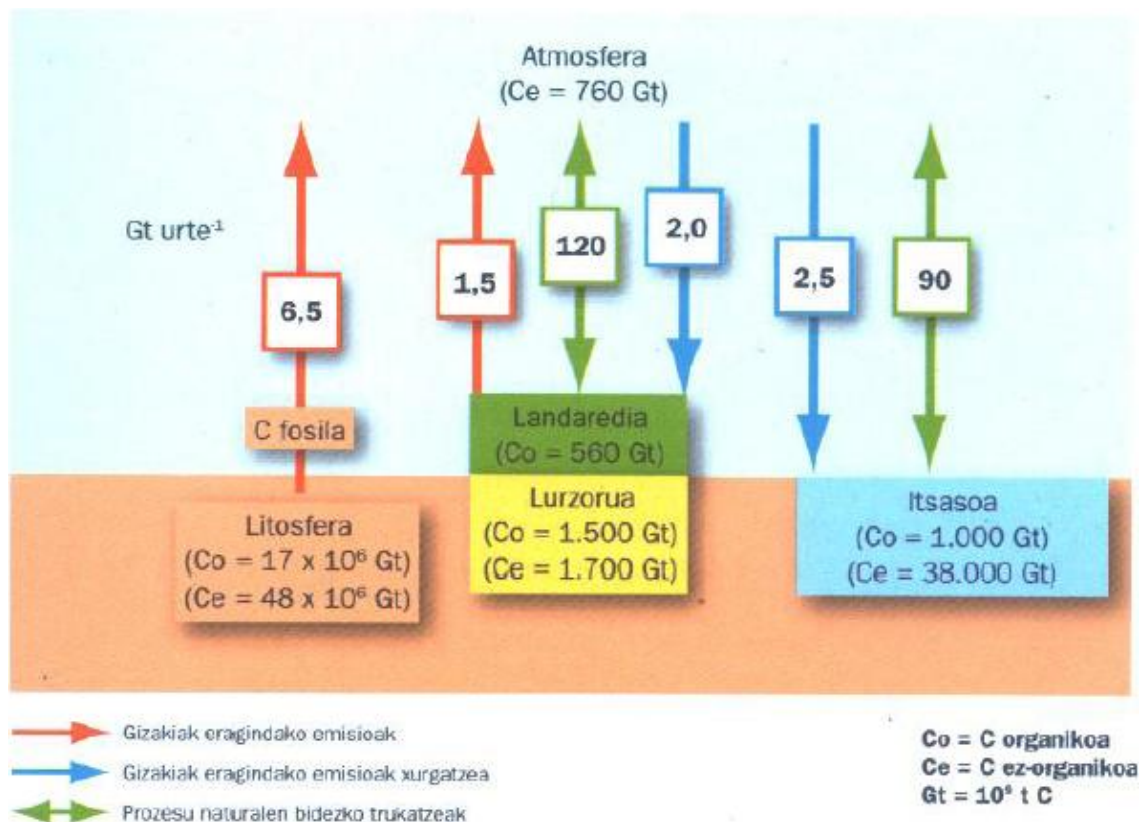 Atmosfera
(Ce = 760 Gt)
Gt urte⁻¹
6,5
1,5
120
2,0
2,5
90
C fosila
Landaredia
(Co = 560 Gt)
Litosfera
(Co = 17 x 10⁶ Gt)
(Ce = 48 x 10⁶ Gt)
Lurzorua
(Co = 1.500 Gt)
(Ce = 1.700 Gt)
Itsasoa
(Co = 1.000 Gt)
(Ce = 38.000 Gt)
Gizakiak eragindako emisioak
Gizakiak eragindako emisioak xurgatzea
Prozesu naturalen bidezko trukatzeak
Co = C organikoa
Ce = C ez-organikoa
Gt = 10⁹ t C